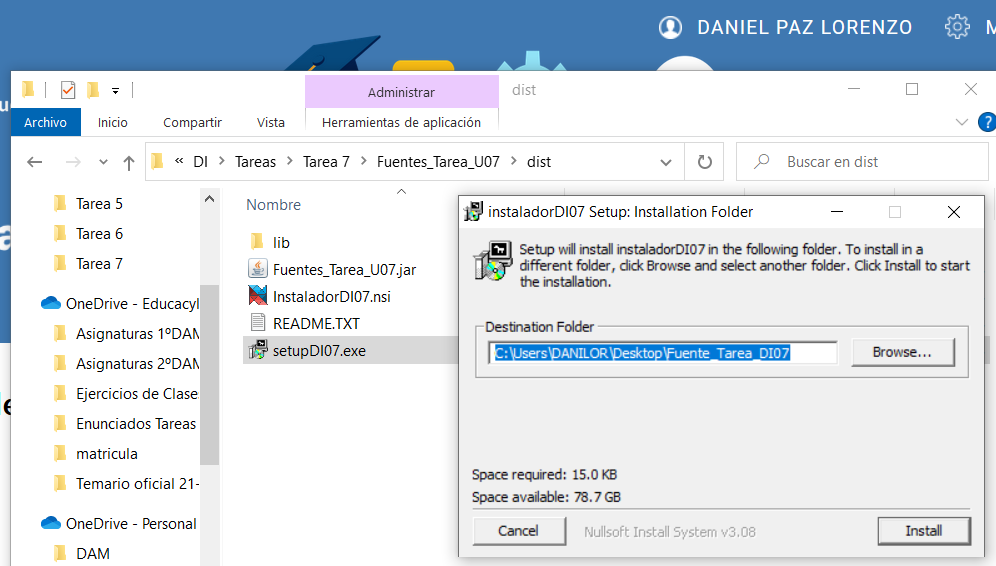 DANIEL PAZ LORENZO
M
Administrar
dist
Archivo
Inicio
Compartir
Vista
Herramientas de aplicación
« DI > Tareas > Tarea 7 > Fuentes_Tarea_U07 > dist
Buscar en dist
Tarea 5
Tarea 6
Tarea 7
OneDrive - Educacyl
Asignaturas 1ºDAM
Asignaturas 2ºDAM
Ejercicios de Clase
Enunciados Tareas
matricula
Temario oficial 21-
OneDrive - Personal
DAM
Nombre
lib
Fuentes_Tarea_U07.jar
InstaladorDI07.nsi
README.TXT
setupDI07.exe
instaladorDI07 Setup: Installation Folder
Setup will install instaladorDI07 in the following folder. To install in a
different folder, click Browse and select another folder. Click Install to start
the installation.
Destination Folder
C:\Users\DANILOR\Desktop\Fuente_Tarea_DI07
Browse...
Space required: 15.0 KB
Space available: 78.7 GB
Cancel
Nullsoft Install System v3.08
Install